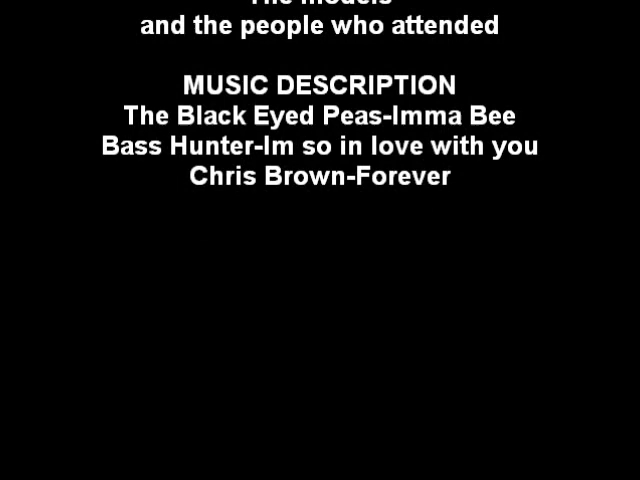 The models
and the people who attended
MUSIC DESCRIPTION
The Black Eyed Peas-Imma Bee
Bass Hunter-Im so in love with you
Chris Brown-Forever